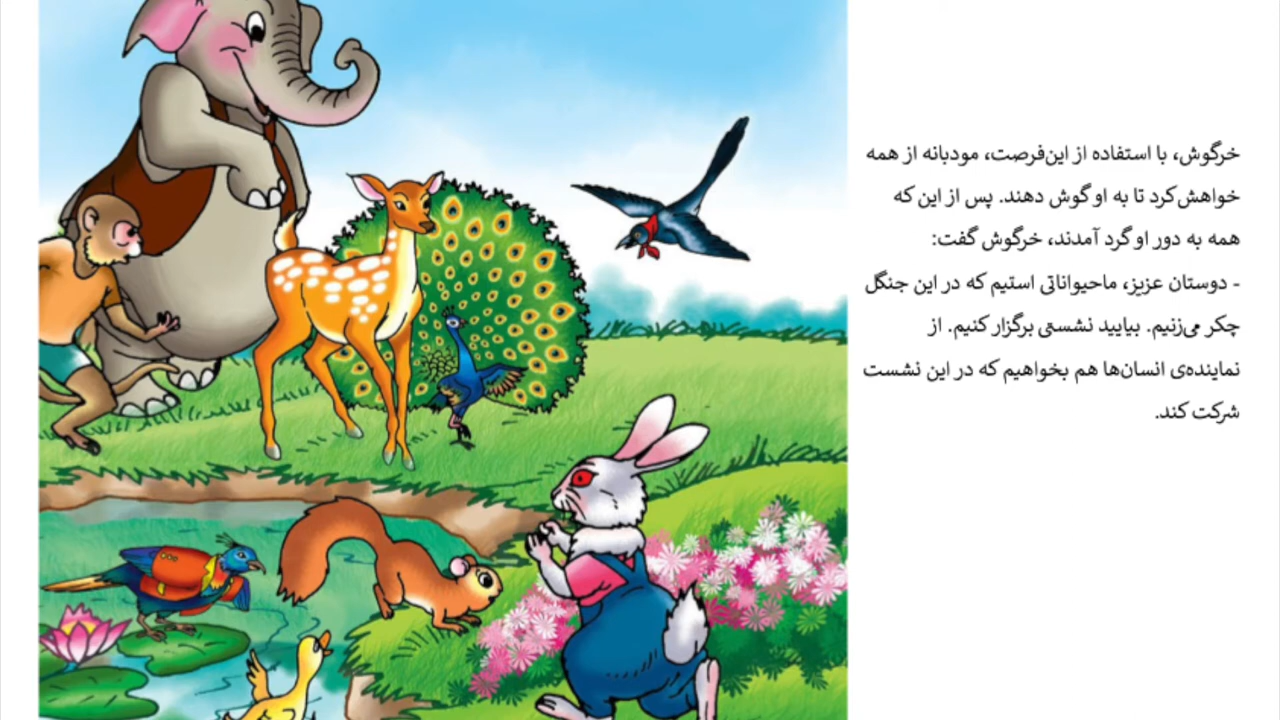 خرگوش، با استفاده از این‌فرصت، مودبانه از همه
خواهش‌کرد تا به او گوش دهند. پس از این که
همه به دور او گرد آمدند، خرگوش گفت:
- دوستان عزیز، ماحیواناتی استیم که در این جنگل
چکر می‌زنیم. بیایید نشستی برگزار کنیم. از
نماینده‌ی انسان‌ها هم بخواهیم که در این نشست
شرکت کند.